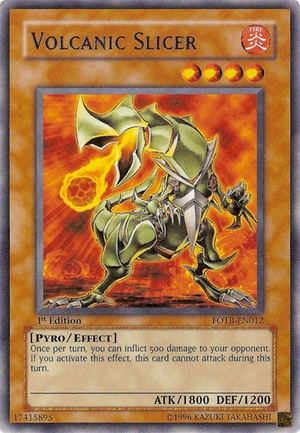 VOLCANIC SLICER
FIRE
炎
1st Edition
FOTB-EN012
[PYRO/EFFECT]
Once per turn, you can inflict 500 damage to your opponent.
If you activate this effect, this card cannot attack during this
turn.
ATK/1800 DEF/1200
17415895
©1996 KAZUKI TAKAHASHI